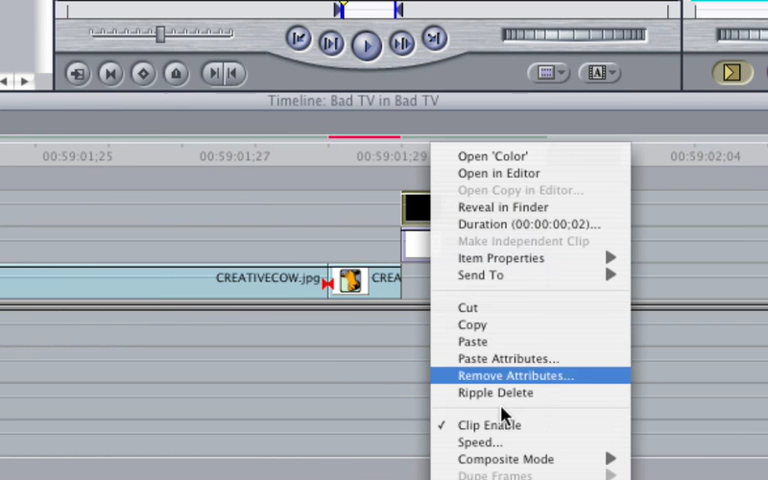 A
Timeline: Bad TV in Bad TV
00:59:01;25
00:59:01;27
00:59:01;29
00:59:02;04
CREATIVECOW.jpg
CREA
Open 'Color'
Open in Editor
Open Copy in Editor...
Reveal in Finder
Duration (00:00:00;02)...
Make Independent Clip
Item Properties
Send To
Cut
Copy
Paste
Paste Attributes...
Remove Attributes...
Ripple Delete
✓ Clip Enable
Speed...
Composite Mode
Dupe Frames